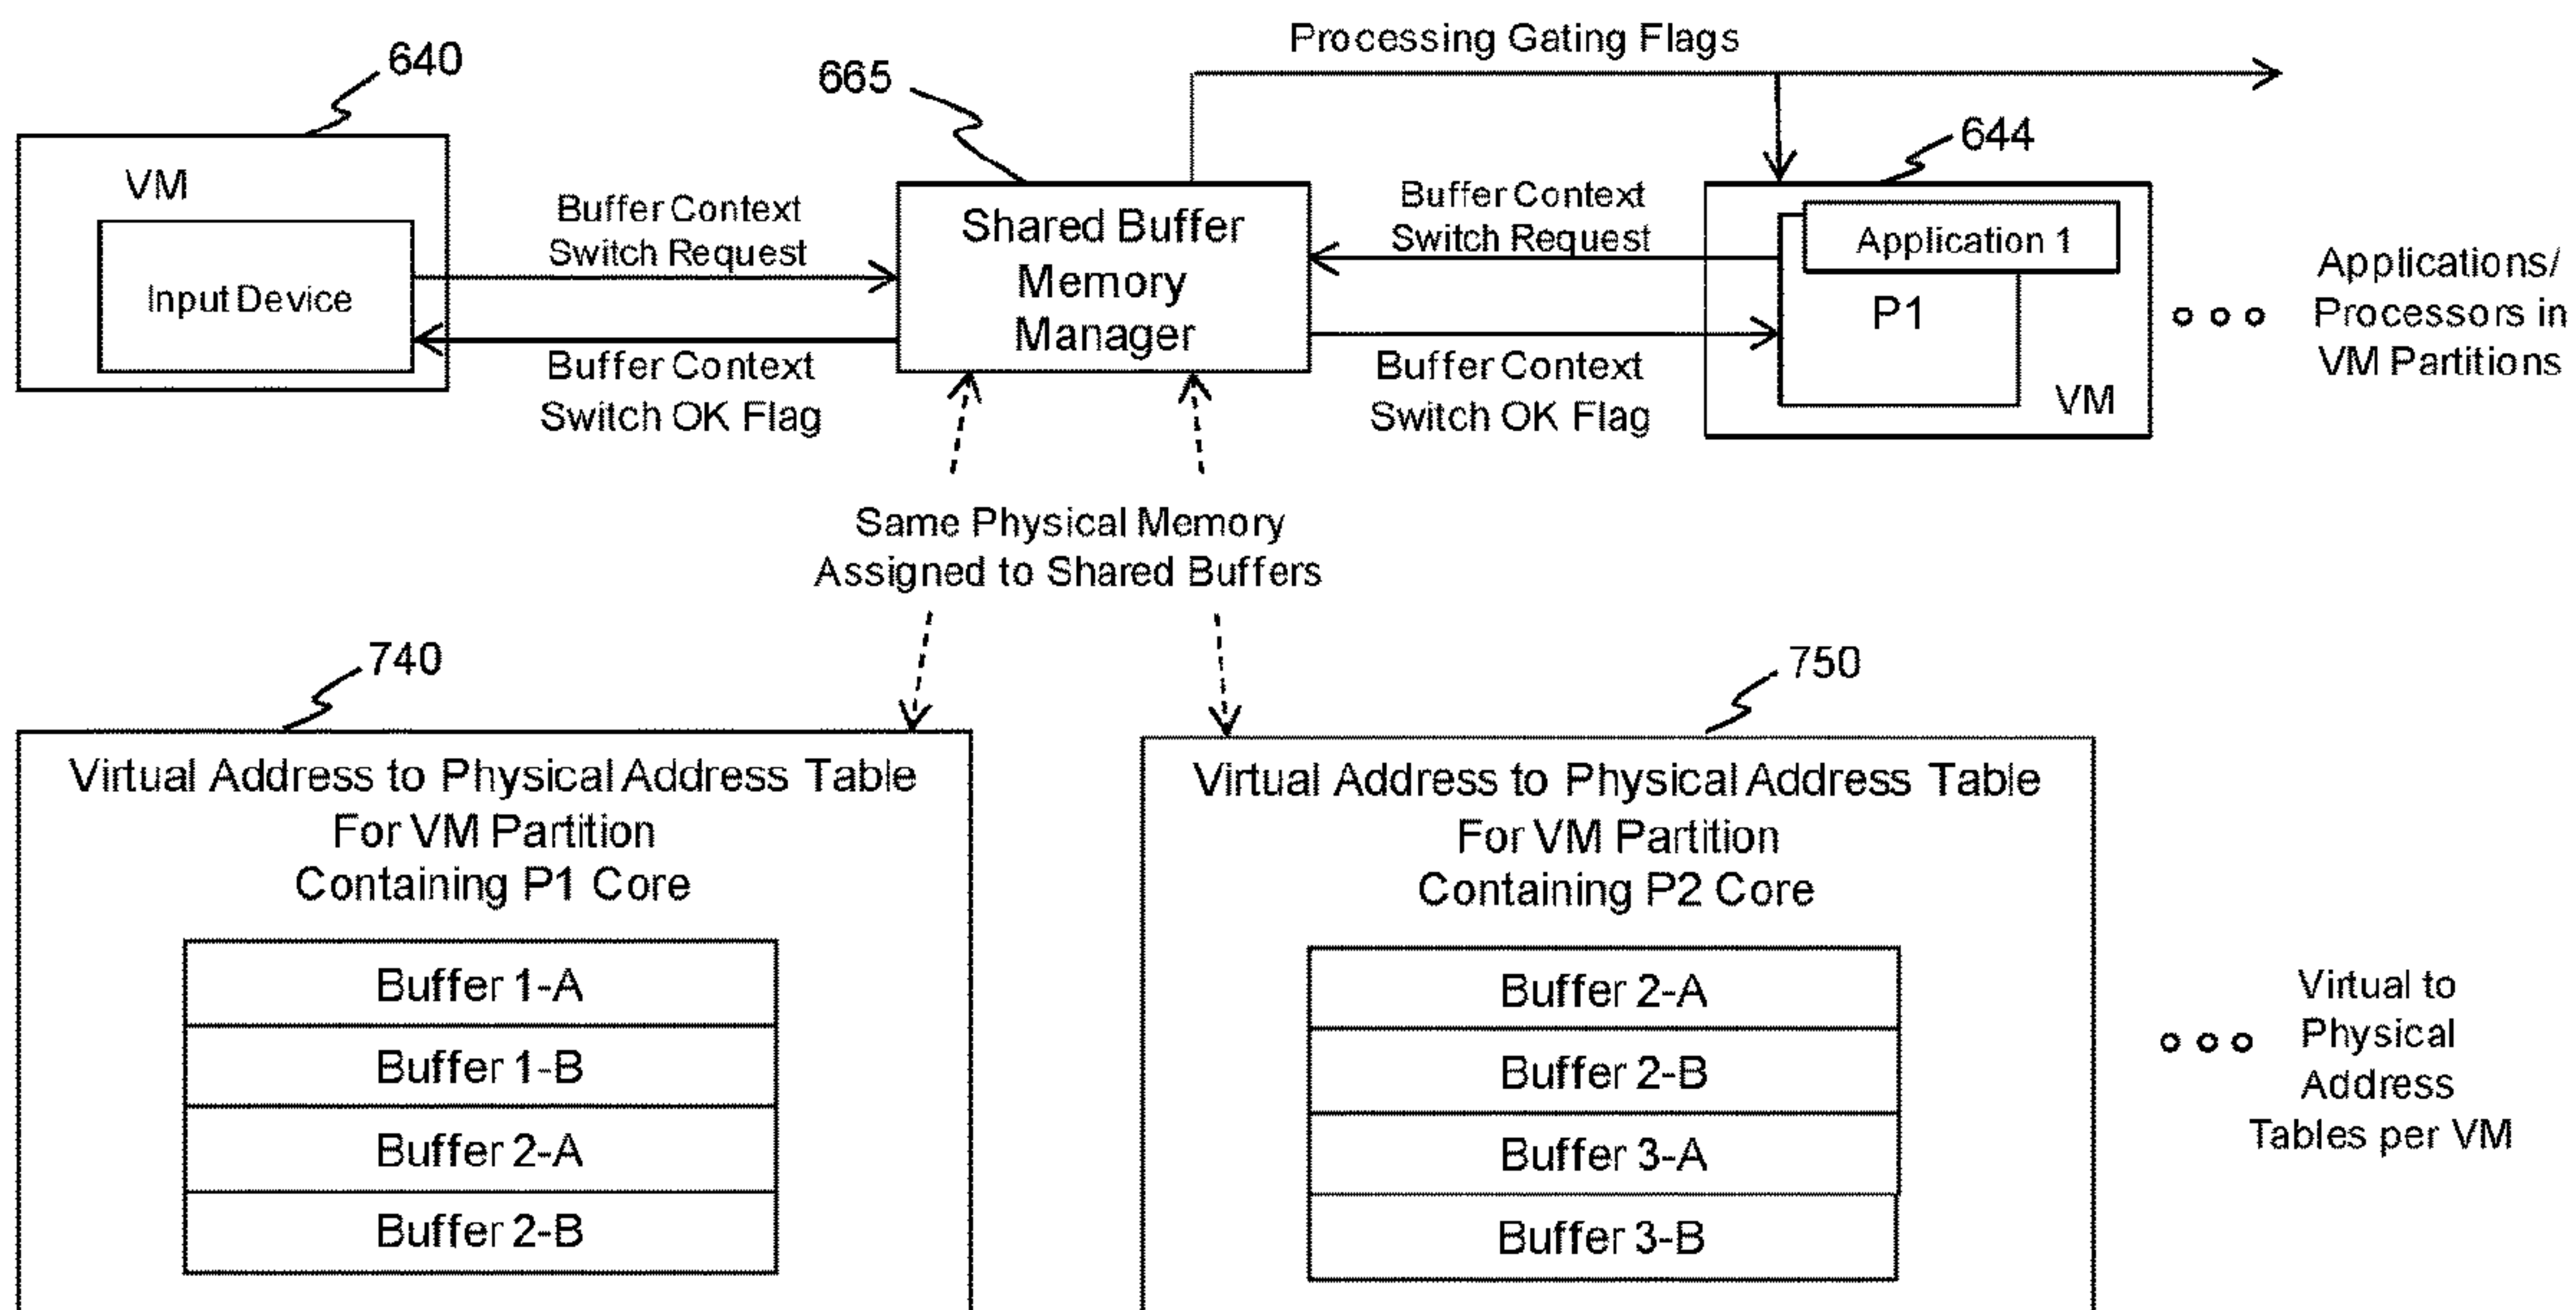 Processing Gating Flags
640
665
644
VM
Input Device
Buffer Context
Switch Request
Buffer Context
Switch OK Flag
Shared Buffer
Memory
Manager
Buffer Context
Switch Request
Buffer Context
Switch OK Flag
Application 1
P1
VM
Applications/
Processors in
VM Partitions
Same Physical Memory
Assigned to Shared Buffers
740
750
Virtual Address to Physical Address Table
For VM Partition
Containing P1 Core
Buffer 1-A
Buffer 1-B
Buffer 2-A
Buffer 2-B
Virtual Address to Physical Address Table
For VM Partition
Containing P2 Core
Buffer 2-A
Buffer 2-B
Buffer 3-A
Buffer 3-B
Virtual to
Physical
Address
Tables per VM